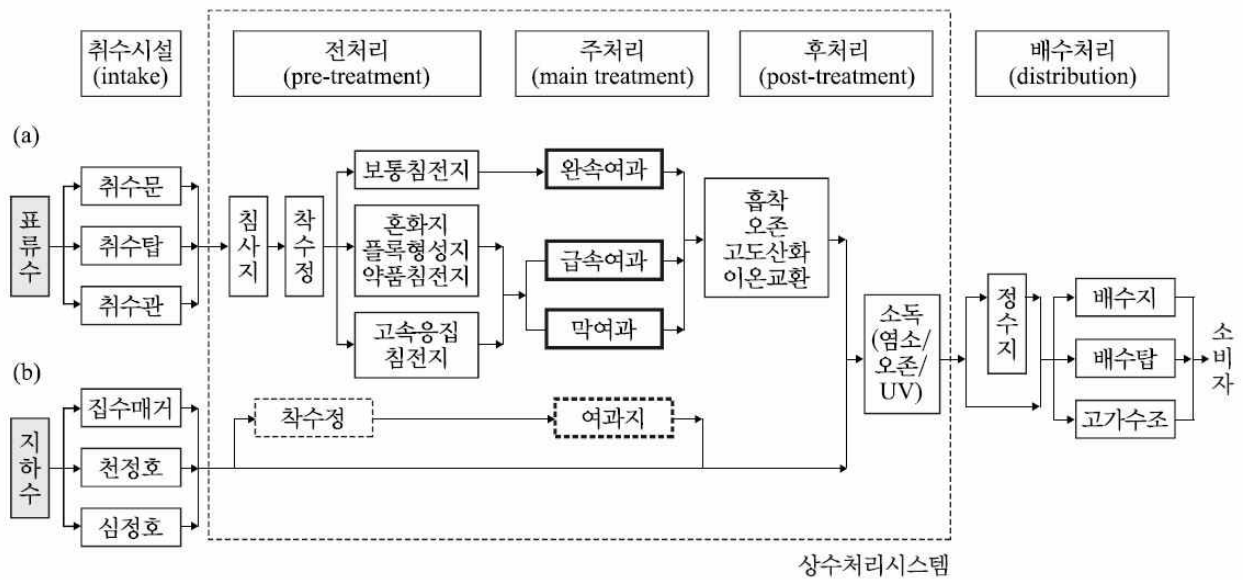 취수시설
(intake)
전처리
(pre-treatment)
주처리
(main treatment)
후처리
(post-treatment)
배수처리
(distribution)
(a)
표류수
취수문
취수탑
취수관
침사지
착수정
보통침전지
혼화지
플록형성지
약품침전지
고속응집
침전지
완속여과
급속여과
막여과
흡착
오존
고도산화
이온교환
소독
(염소/
오존/
UV)
정수지
배수지
배수탑
고가수조
소비자
(b)
지하수
집수매거
천정호
심정호
착수정
여과지
상수처리시스템